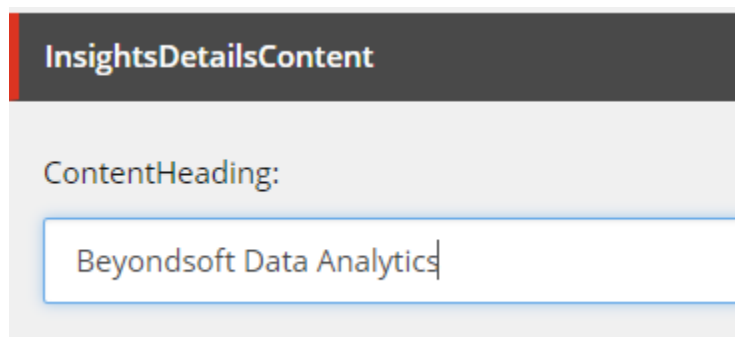 InsightsDetailsContent
ContentHeading:
Beyondsoft Data Analytics